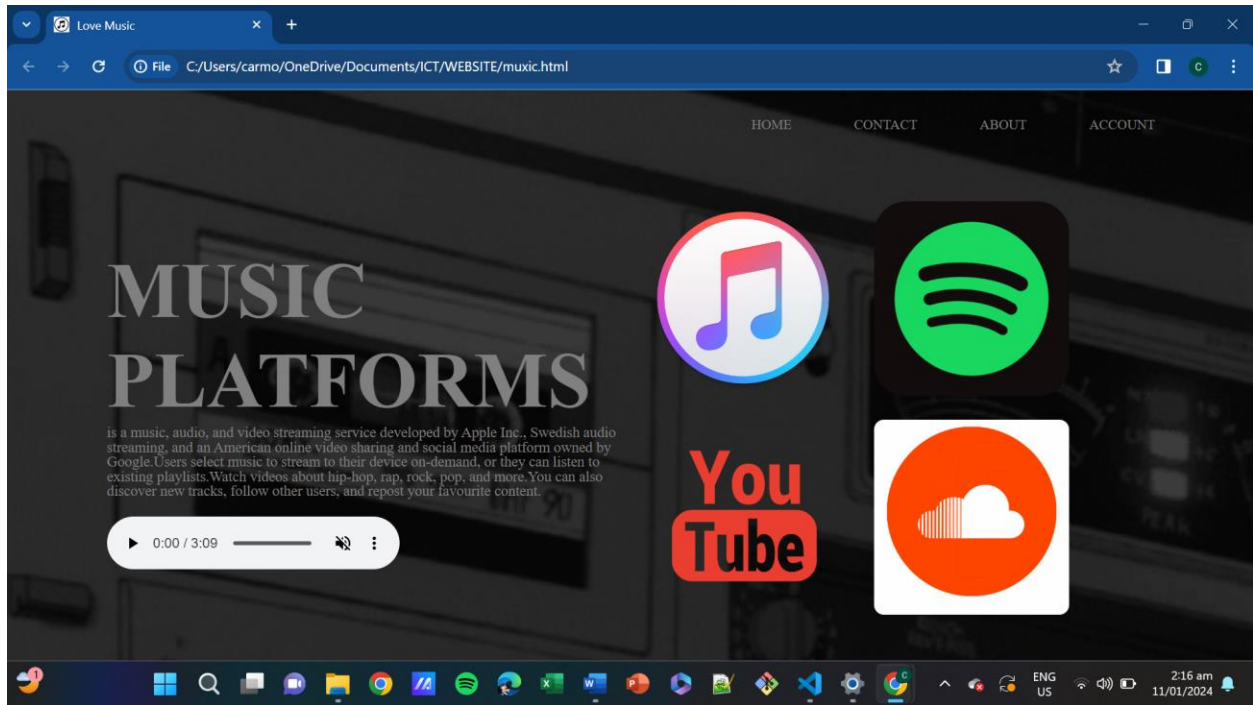 Love Music
File C:/Users/carmo/OneDrive/Documents/ICT/WEBSITE/muxic.html
C
HOME CONTACT ABOUT ACCOUNT
MUSIC
PLATFORMS
is a music, audio, and video streaming service developed by Apple Inc., Swedish audio
streaming, and an American online video sharing and social media platform owned by
Google.Users select music to stream to their device on-demand, or they can listen to
existing playlists.Watch videos about hip-hop, rap, rock, pop, and more.You can also
discover new tracks, follow other users, and repost your favourite content.
You
Tube
0:00 / 3:09
90
PEAK
1
ENG
US
2:16 am
11/01/2024